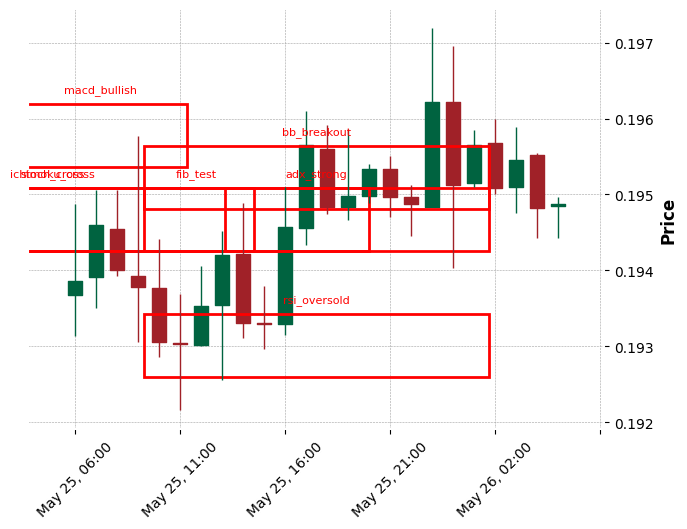 0.197
macd_bullish
0.196
bb_breakout
stoch_cross
fib_test
adx_strong
0.195
Price
0.194
rsi_oversold
0.193
0.192
May 25, 06:00
May 25, 11:00
May 25, 16:00
May 25, 21:00
May 26, 02:00